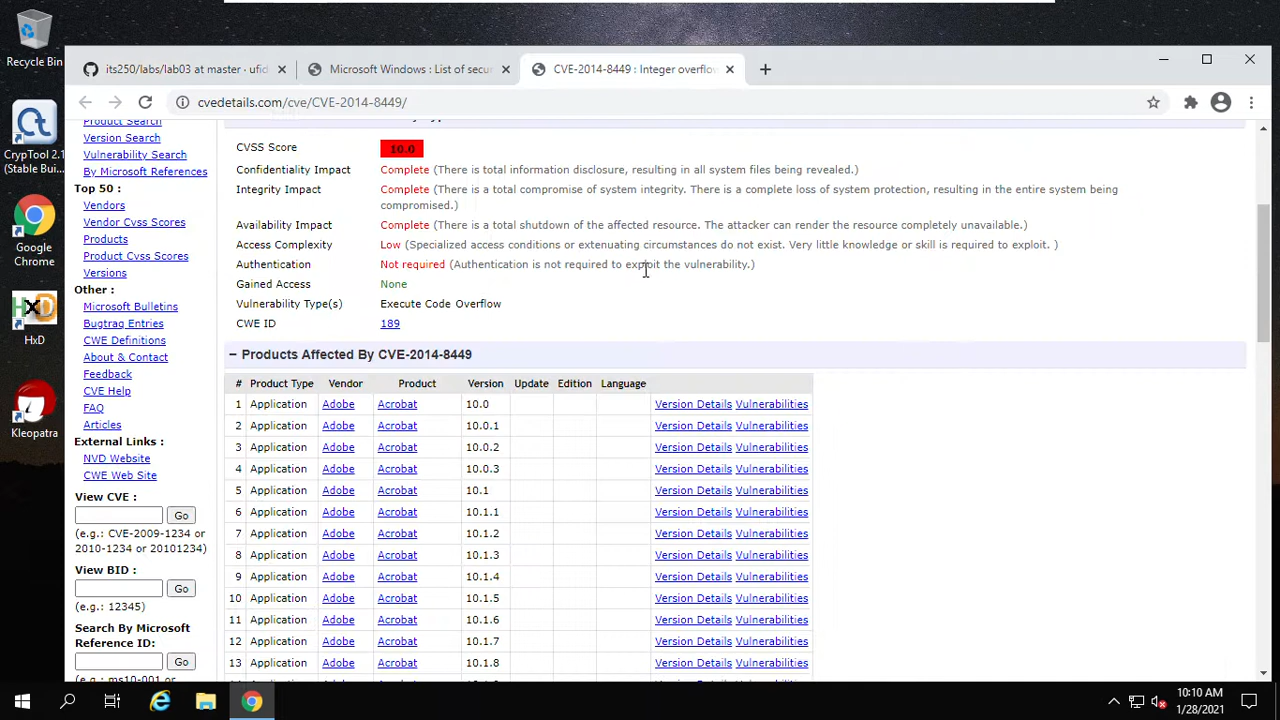 Recycle Bin
CrypTool 2.1
(Stable Bui...
Google
Chrome
HxD
Kleopatra
its250/labs/lab03 at master · ufid
Microsoft Windows : List of secur
CVE-2014-8449 : Integer overflow
cvedetails.com/cve/CVE-2014-8449/
Product Search
Version Search
Vulnerability Search
By Microsoft References
Top 50 :
Vendors
Vendor Cvss Scores
Products
Product Cvss Scores
Versions
Other :
Microsoft Bulletins
Bugtraq Entries
CWE Definitions
About & Contact
Feedback
CVE Help
FAQ
Articles
External Links :
NVD Website
CWE Web Site
View CVE :
Go
(e.g.: CVE-2009-1234 or
2010-1234 or 20101234)
View BID :
Go
(e.g.: 12345)
Search By Microsoft
Reference ID:
Go
(e.g.: ms10-001 or
CVSS Score 10.0
Confidentiality Impact Complete (There is total information disclosure, resulting in all system files being revealed.)
Integrity Impact Complete (There is a total compromise of system integrity. There is a complete loss of system protection, resulting in the entire system being
compromised.)
Availability Impact Complete (There is a total shutdown of the affected resource. The attacker can render the resource completely unavailable.)
Access Complexity Low (Specialized access conditions or extenuating circumstances do not exist. Very little knowledge or skill is required to exploit. )
Authentication Not required (Authentication is not required to exploit the vulnerability.)
Gained Access None
Vulnerability Type(s) Execute Code Overflow
CWE ID 189
− Products Affected By CVE-2014-8449
# Product Type Vendor Product Version Update Edition Language
1 Application Adobe Acrobat 10.0 Version Details Vulnerabilities
2 Application Adobe Acrobat 10.0.1 Version Details Vulnerabilities
3 Application Adobe Acrobat 10.0.2 Version Details Vulnerabilities
4 Application Adobe Acrobat 10.0.3 Version Details Vulnerabilities
5 Application Adobe Acrobat 10.1 Version Details Vulnerabilities
6 Application Adobe Acrobat 10.1.1 Version Details Vulnerabilities
7 Application Adobe Acrobat 10.1.2 Version Details Vulnerabilities
8 Application Adobe Acrobat 10.1.3 Version Details Vulnerabilities
9 Application Adobe Acrobat 10.1.4 Version Details Vulnerabilities
10 Application Adobe Acrobat 10.1.5 Version Details Vulnerabilities
11 Application Adobe Acrobat 10.1.6 Version Details Vulnerabilities
12 Application Adobe Acrobat 10.1.7 Version Details Vulnerabilities
13 Application Adobe Acrobat 10.1.8 Version Details Vulnerabilities
10:10 AM
1/28/2021